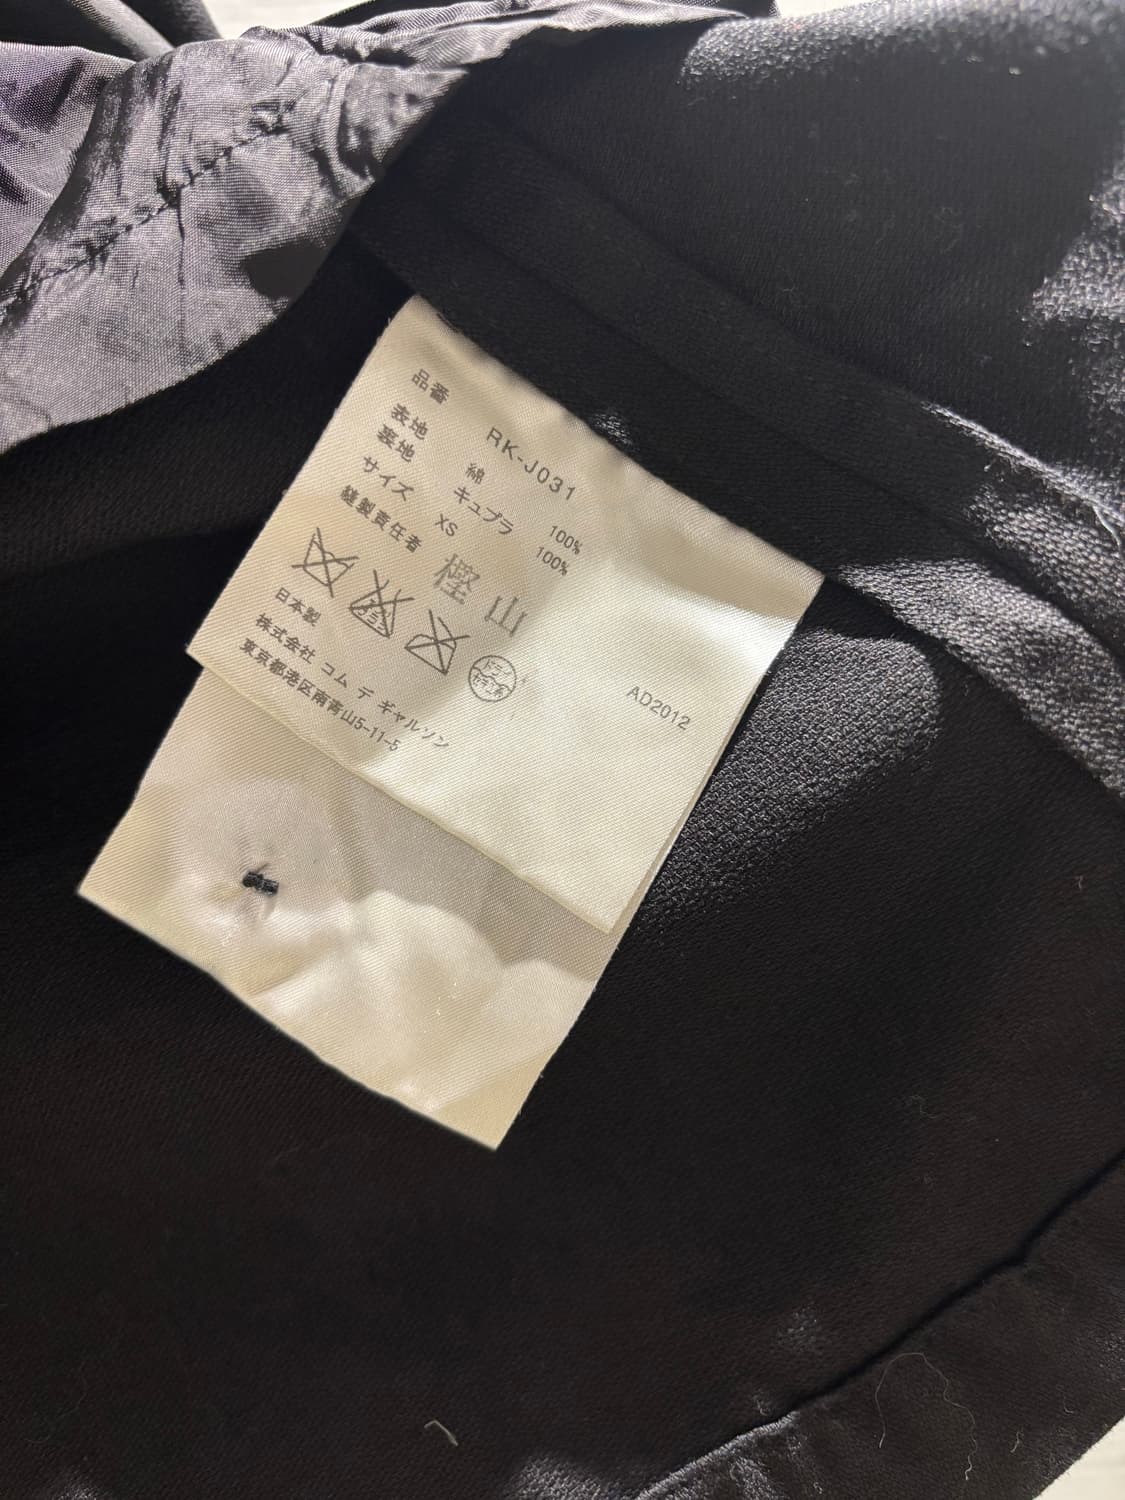 品番 RK-J031
表地 綿 100%
裏地 キュプラ 100%
サイズ XS
縫製責任者 樫山
日本製
株式会社 コム デ ギャルソン
東京都港区南青山5-11-5
AD2012